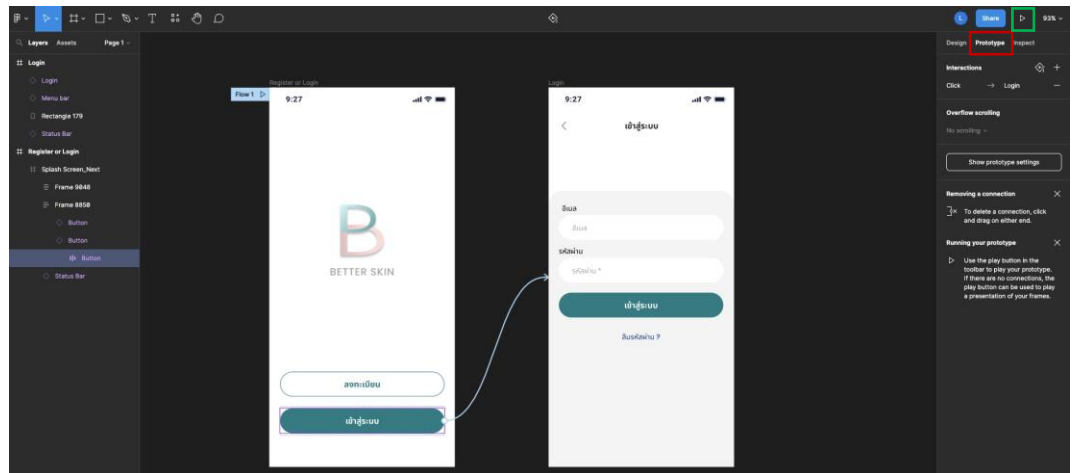 Share
93%
Layers Assets Page 1
Design Prototype Inspect
Login
Login
Menu bar
Rectangle 179
Status Bar
Register or Login
Splash Screen_Next
Frame 9046
Frame 8850
Button
Button
Button
Status Bar
Register or Login
Flow 1
9:27
BETTER SKIN
ลงทะเบียน
เข้าสู่ระบบ
Login
9:27
เข้าสู่ระบบ
อีเมล
อีเมล
รหัสผ่าน
รหัสผ่าน *
เข้าสู่ระบบ
ลืมรหัสผ่าน ?
Interactions
Click → Login
Overflow scrolling
No scrolling
Show prototype settings
Removing a connection
To delete a connection, click
and drag on either end.
Running your prototype
Use the play button in the
toolbar to play your prototype.
If there are no connections, the
play button can be used to play
a presentation of your frames.